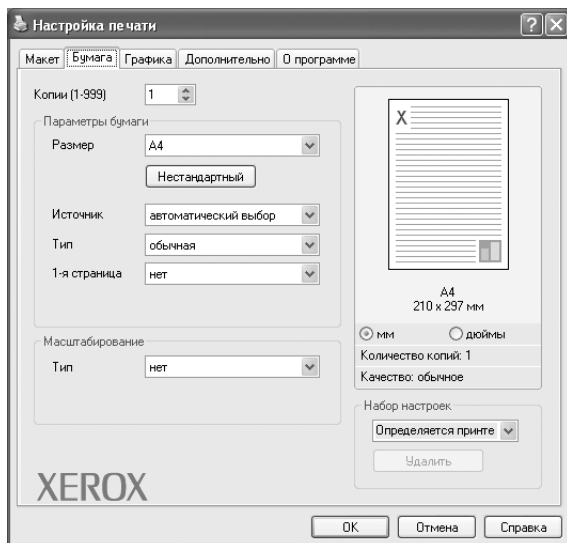 Настройка печати
Макет Бумага Графика Дополнительно О программе
Копии (1-999) 1
Параметры бумаги
Размер A4
Нестандартный
Источник автоматический выбор
Тип обычная
1-я страница нет
Масштабирование
Тип нет
XEROX
X
A4
210 x 297 мм
мм дюймы
Количество копий: 1
Качество: обычное
Набор настроек
Определяется принте
Удалить
OK Отмена Справка